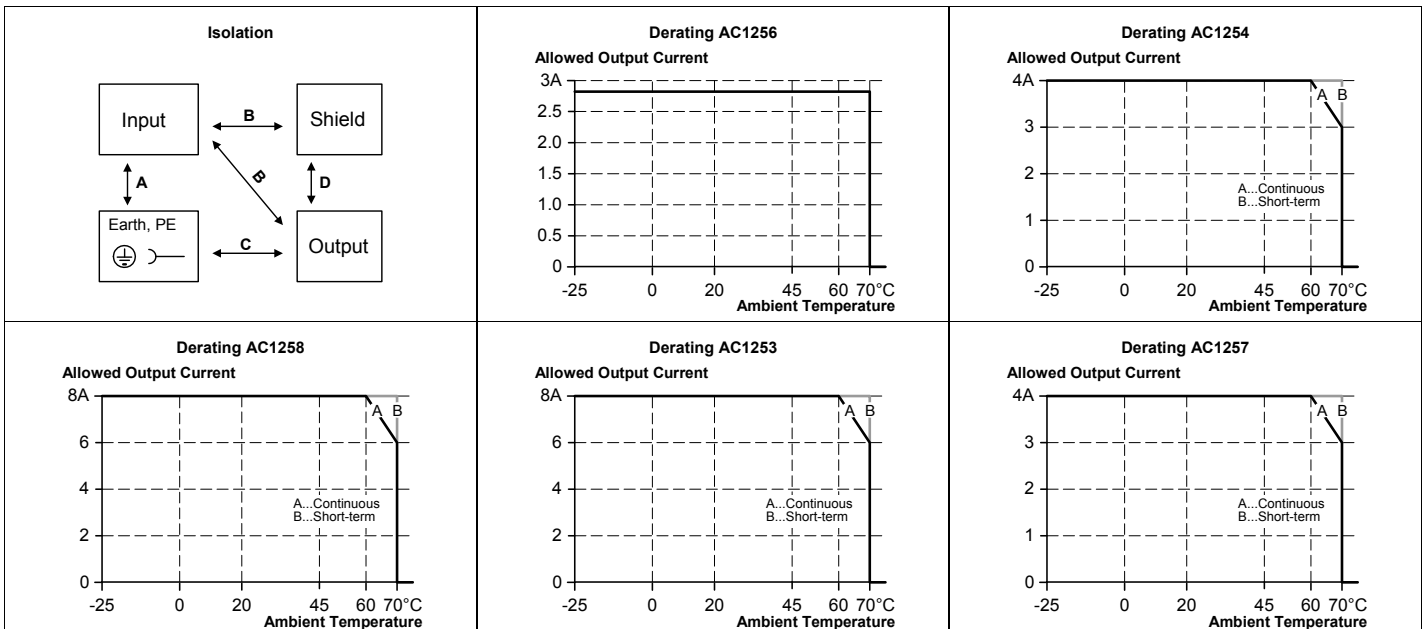 Isolation
Input
B
Shield
A
B
D
Earth, PE
C
Output
Derating AC1256
Allowed Output Current
3A
2.5
2.0
1.5
1.0
0.5
0
-25 0 20 45 60 70°C
Ambient Temperature
Derating AC1254
Allowed Output Current
4A
A B
3
2
A...Continuous
B...Short-term
1
0
-25 0 20 45 60 70°C
Ambient Temperature
Derating AC1258
Allowed Output Current
8A
A B
6
4
A...Continuous
B...Short-term
2
0
-25 0 20 45 60 70°C
Ambient Temperature
Derating AC1253
Allowed Output Current
8A
A B
6
4
A...Continuous
B...Short-term
2
0
-25 0 20 45 60 70°C
Ambient Temperature
Derating AC1257
Allowed Output Current
4A
A B
3
2
A...Continuous
B...Short-term
1
0
-25 0 20 45 60 70°C
Ambient Temperature